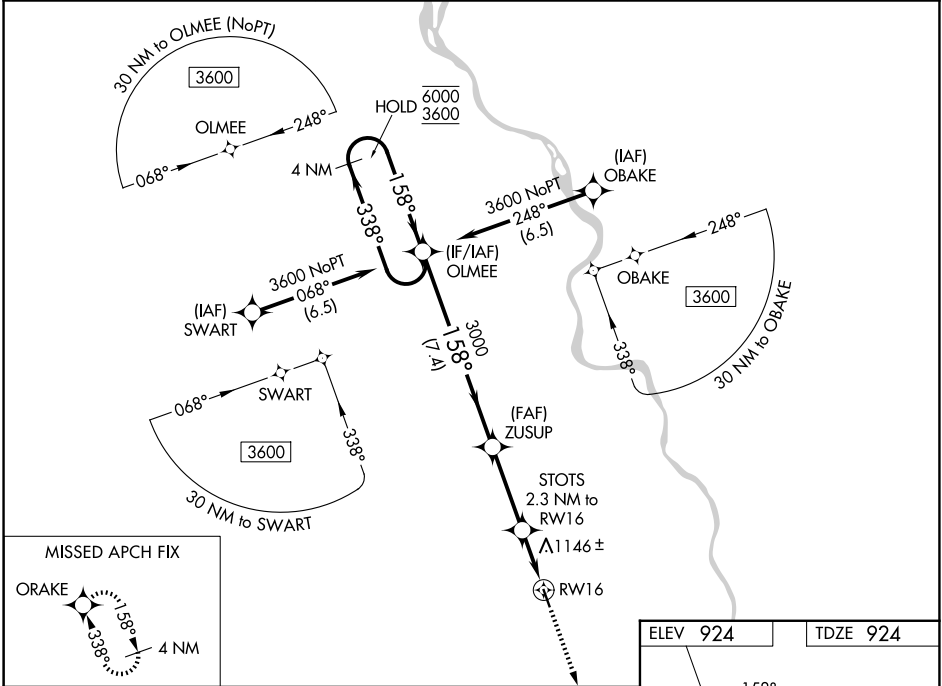 30 NM to OLMEE (NoPT)
3600
OLMEE
248°
068°
HOLD 6000
3600
4 NM
158°
338°
(IAF)
OBAKE
3600 NoPT
248°
(6.5)
(IF/IAF)
OLMEE
3600 NoPT
068°
(6.5)
(IAF)
SWART
248°
OBAKE
3600
338°
30 NM to OBAKE
3000
158°
(7.4)
068°
SWART
3600
338°
30 NM to SWART
(FAF)
ZUSUP
STOTS
2.3 NM to
RW16
1146 ±
RW16
MISSED APCH FIX
ORAKE
158°
338°
4 NM
ELEV 924
TDZE 924